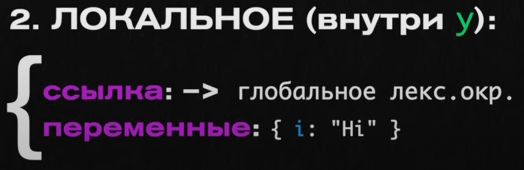 2. ЛОКАЛЬНОЕ (внутри y):
ссылка: -> глобальное лекс.окр.
переменные: { i: "Hi" }